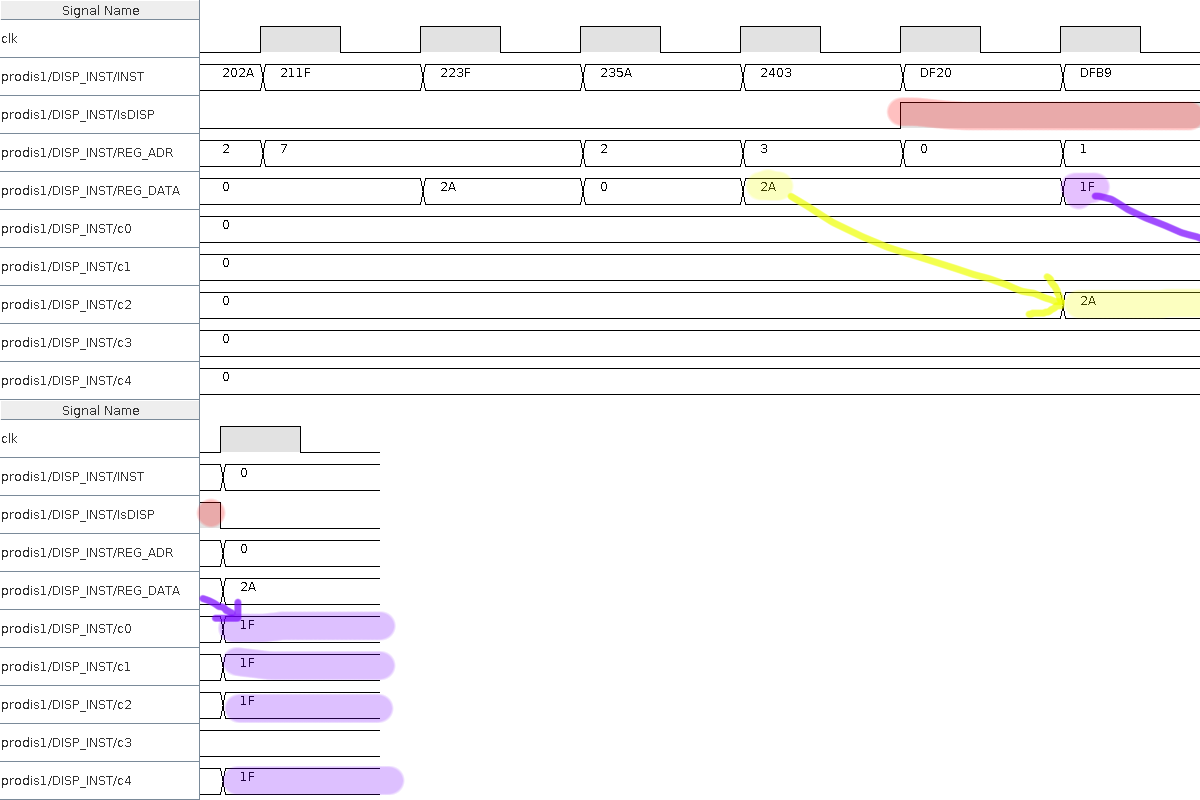 Signal Name
clk
prodis1/DISP_INST/INST 202A 211F 223F 235A 2403 DF20 DFB9
prodis1/DISP_INST/IsDISP
prodis1/DISP_INST/REG_ADR 2 7 2 3 0 1
prodis1/DISP_INST/REG_DATA 0 2A 0 2A 1F
prodis1/DISP_INST/c0 0
prodis1/DISP_INST/c1 0
prodis1/DISP_INST/c2 0 2A
prodis1/DISP_INST/c3 0
prodis1/DISP_INST/c4 0
Signal Name
clk
prodis1/DISP_INST/INST 0
prodis1/DISP_INST/IsDISP
prodis1/DISP_INST/REG_ADR 0
prodis1/DISP_INST/REG_DATA 2A
prodis1/DISP_INST/c0 1F
prodis1/DISP_INST/c1 1F
prodis1/DISP_INST/c2 1F
prodis1/DISP_INST/c3
prodis1/DISP_INST/c4 1F